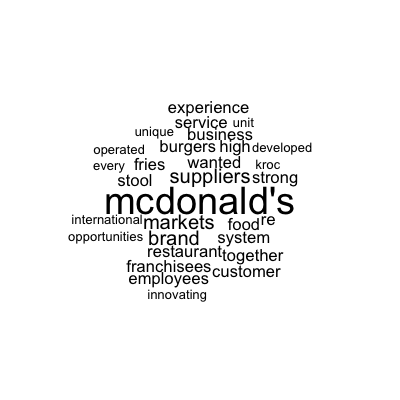 experience
service unit
unique business
operated burgers high developed
every fries wanted kroc
stool suppliers strong
mcdonald's
international markets food re
opportunities brand system
restaurant together
franchisees customer
employees
innovating